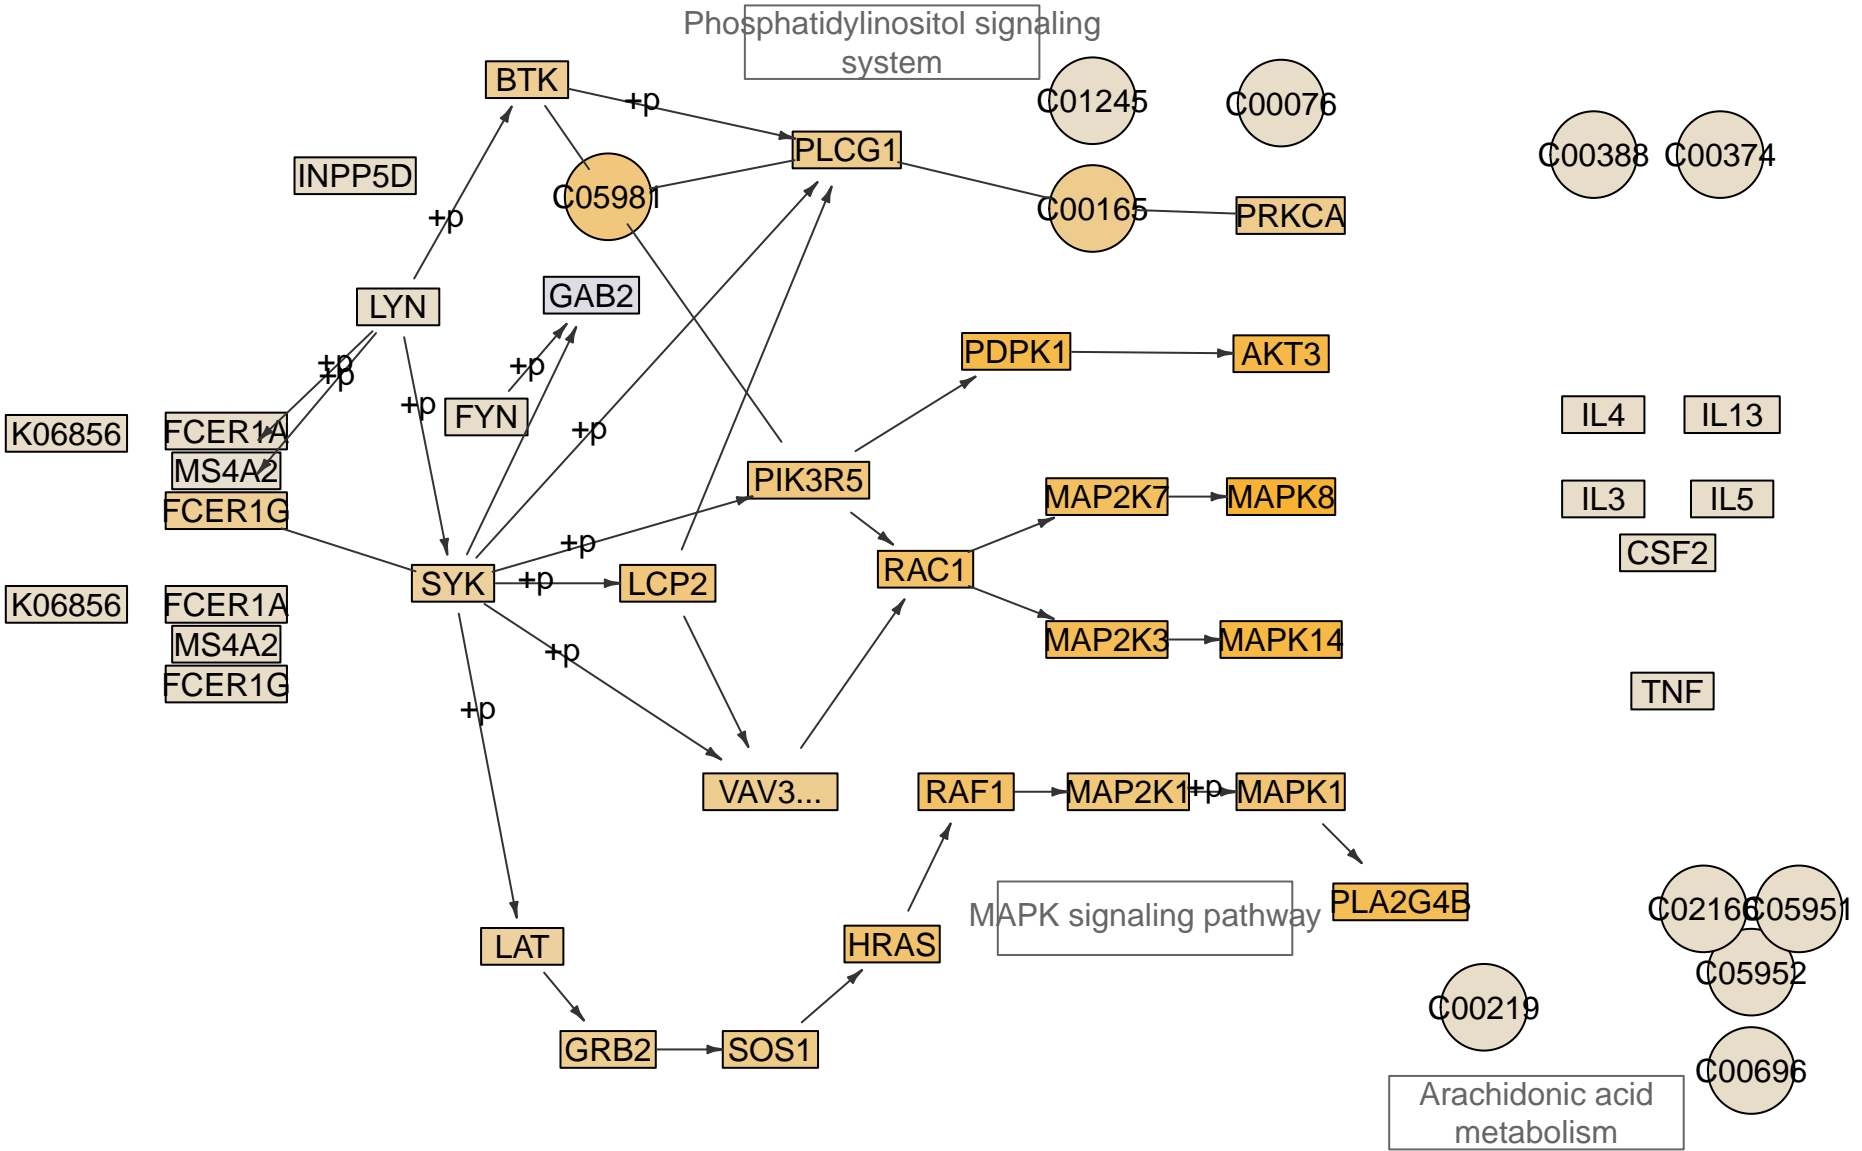 Phosphatidylinositol signaling
system
BTK
+p
C01245
C00076
PLCG1
C00388
C00374
INPP5D
C05981
C00165
PRKCA
+p
LYN
GAB2
PDPK1
AKT3
+p
+p
+p
+p
FYN
IL4
IL13
K06856
FCER1A
+p
MS4A2
PIK3R5
MAP2K7
MAPK8
IL3
IL5
FCER1G
+p
CSF2
SYK
+p
LCP2
RAC1
K06856
FCER1A
MS4A2
+p
MAP2K3
MAPK14
FCER1G
TNF
+p
VAV3...
RAF1
MAP2K1
+p
MAPK1
MAPK signaling pathway
PLA2G4B
C02166
C05951
LAT
HRAS
C05952
C00219
GRB2
SOS1
C00696
Arachidonic acid
metabolism